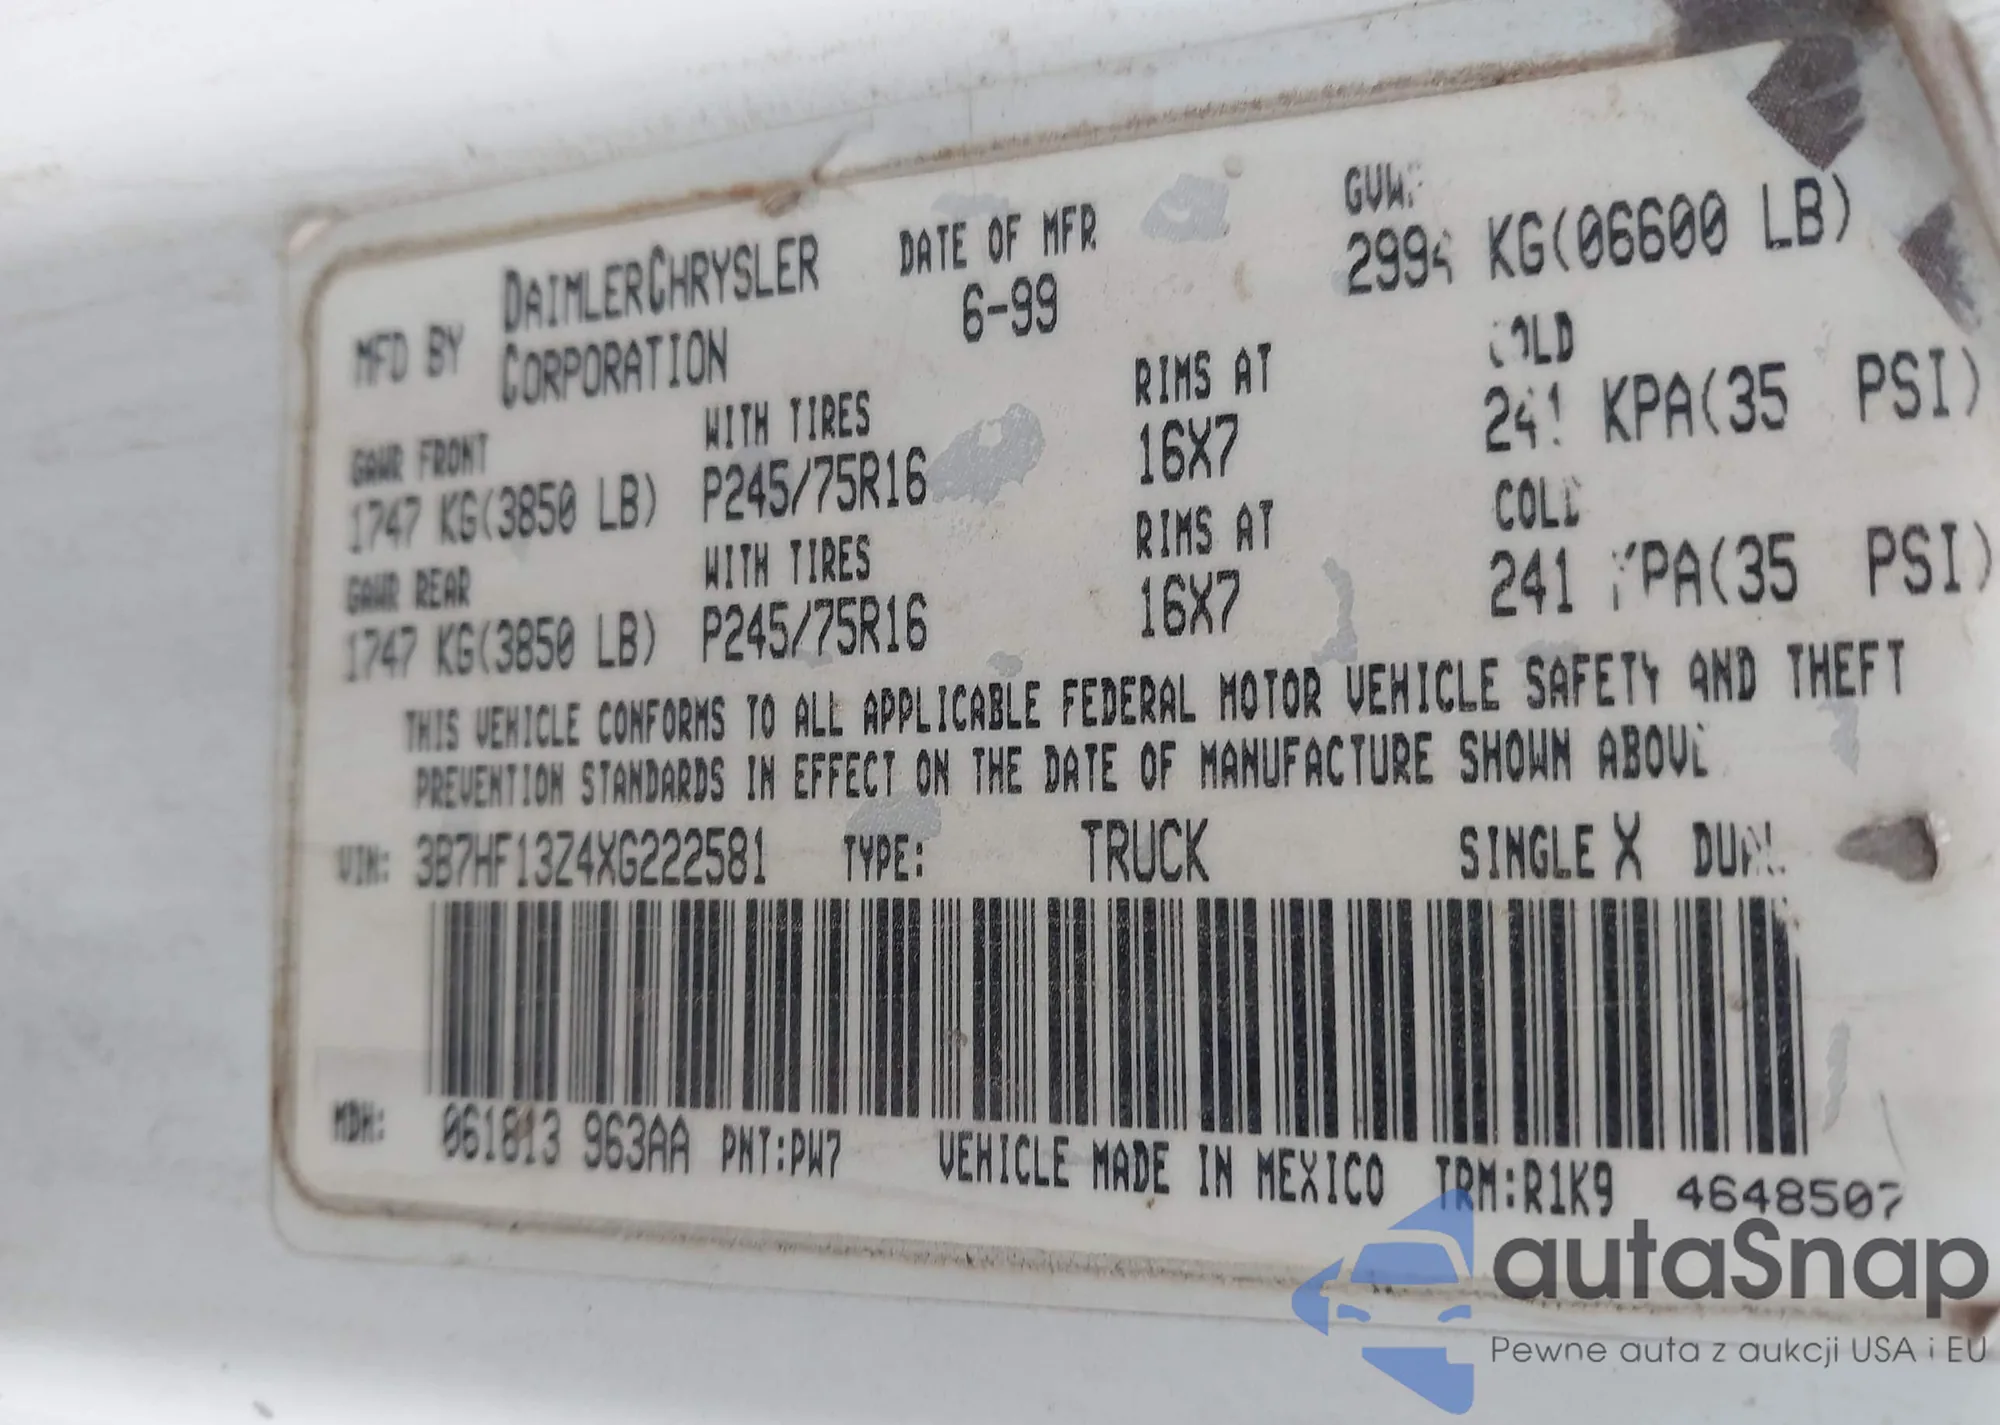 MFD BY DAIMLERCHRYSLER CORPORATION DATE OF MFR 6-99 GVW
2994 KG(06600 LB)
GAWR FRONT WITH TIRES RIMS AT COLD
1747 KG(3850 LB) P245/75R16 16X7 241 KPA(35 PSI)
GAWR REAR WITH TIRES RIMS AT COLD
1747 KG(3850 LB) P245/75R16 16X7 241 KPA(35 PSI)
THIS VEHICLE CONFORMS TO ALL APPLICABLE FEDERAL MOTOR VEHICLE SAFETY AND THEFT
PREVENTION STANDARDS IN EFFECT ON THE DATE OF MANUFACTURE SHOWN ABOVE
VIN: 3B7HF13Z4XG222581 TYPE: TRUCK SINGLE X DUAL
MDH: 061813 963AA PNT:PW7 VEHICLE MADE IN MEXICO TRM:R1K9 4648507
autaSnap
Pewne auta z aukcji USA i EU